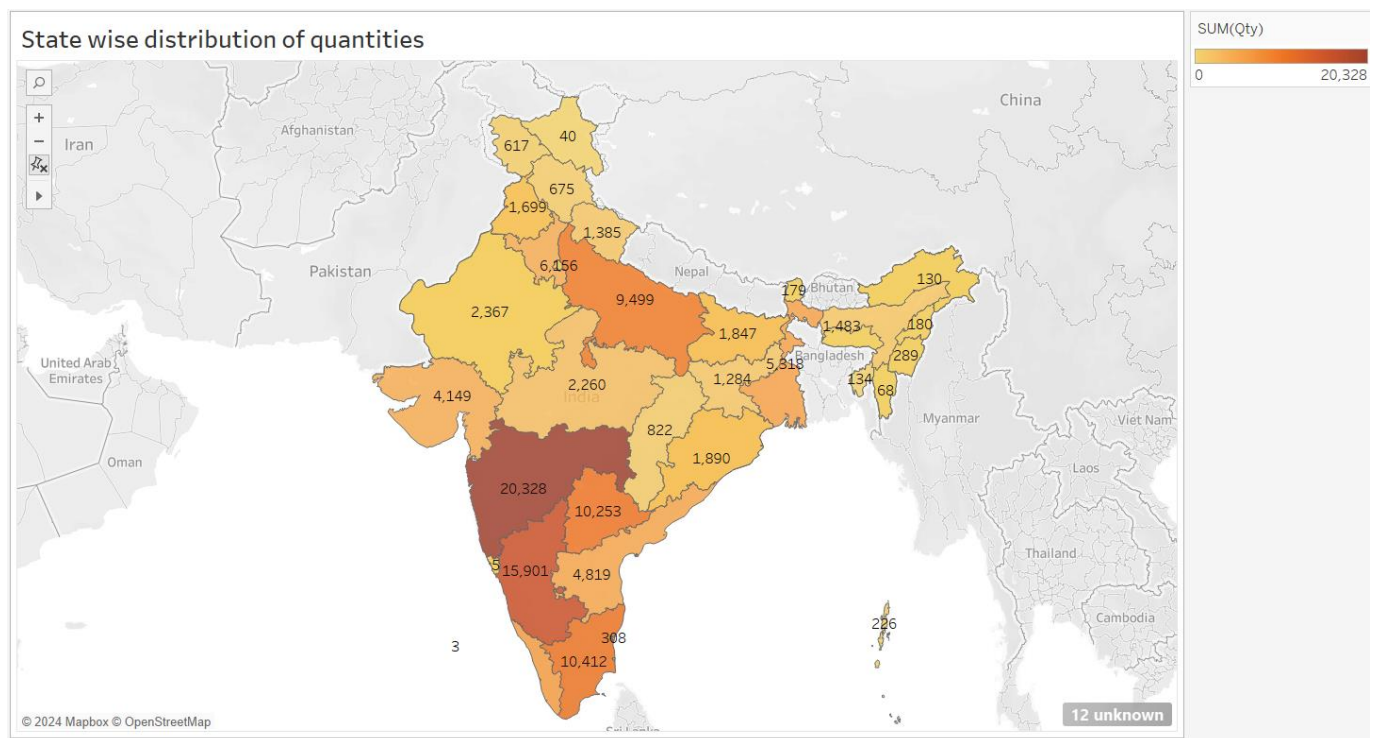 State wise distribution of quantities
SUM(Qty)
0 20,328
China
Afghanistan
Iran
40
617
675
1,699
1,385
Pakistan
6,156
Nepal
179
Bhutan
130
9,499
2,367
1,847
1,483
180
Bangladesh
289
United Arab
Emirates
5,318
1,284
134
68
2,260
India
4,149
Myanmar
Viet Nam
822
1,890
Oman
Laos
20,328
10,253
Thailand
5
15,901
4,819
226
Cambodia
308
3
10,412
© 2024 Mapbox © OpenStreetMap
12 unknown